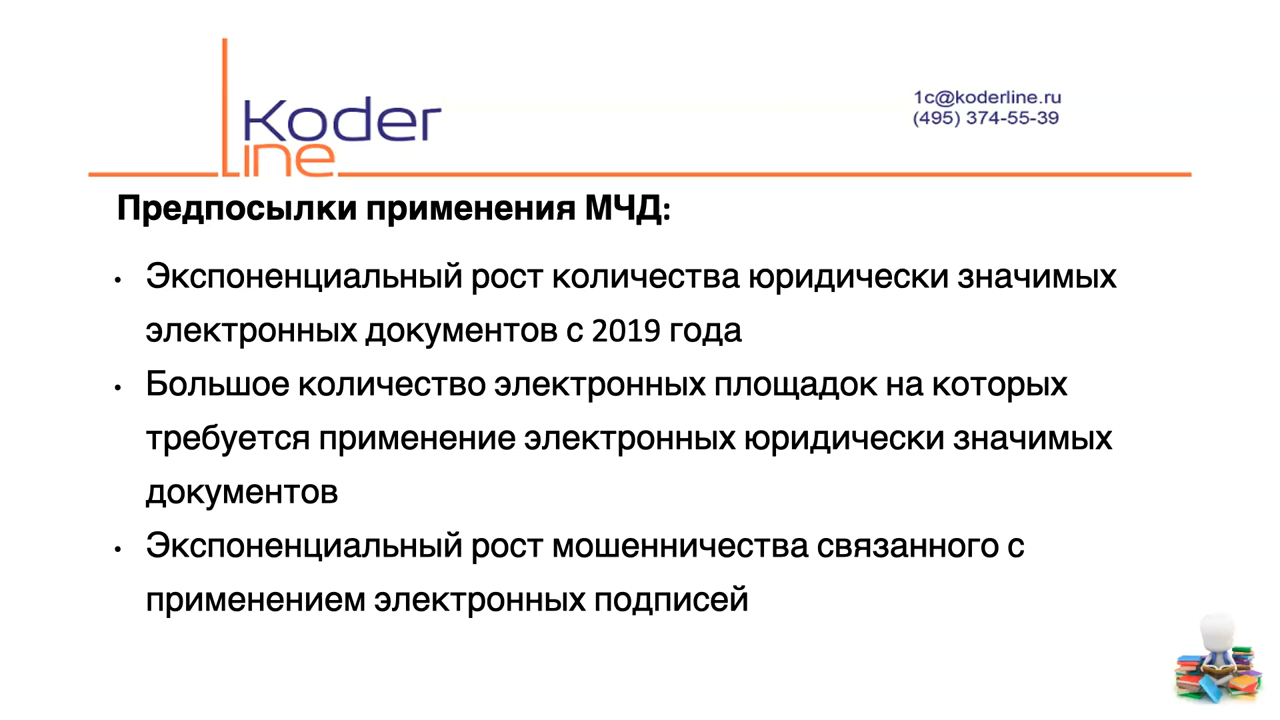 Koder
Line
1c@koderline.ru
(495) 374-55-39
Предпосылки применения МЧД:
• Экспоненциальный рост количества юридически значимых
электронных документов с 2019 года
• Большое количество электронных площадок на которых
требуется применение электронных юридически значимых
документов
• Экспоненциальный рост мошенничества связанного с
применением электронных подписей